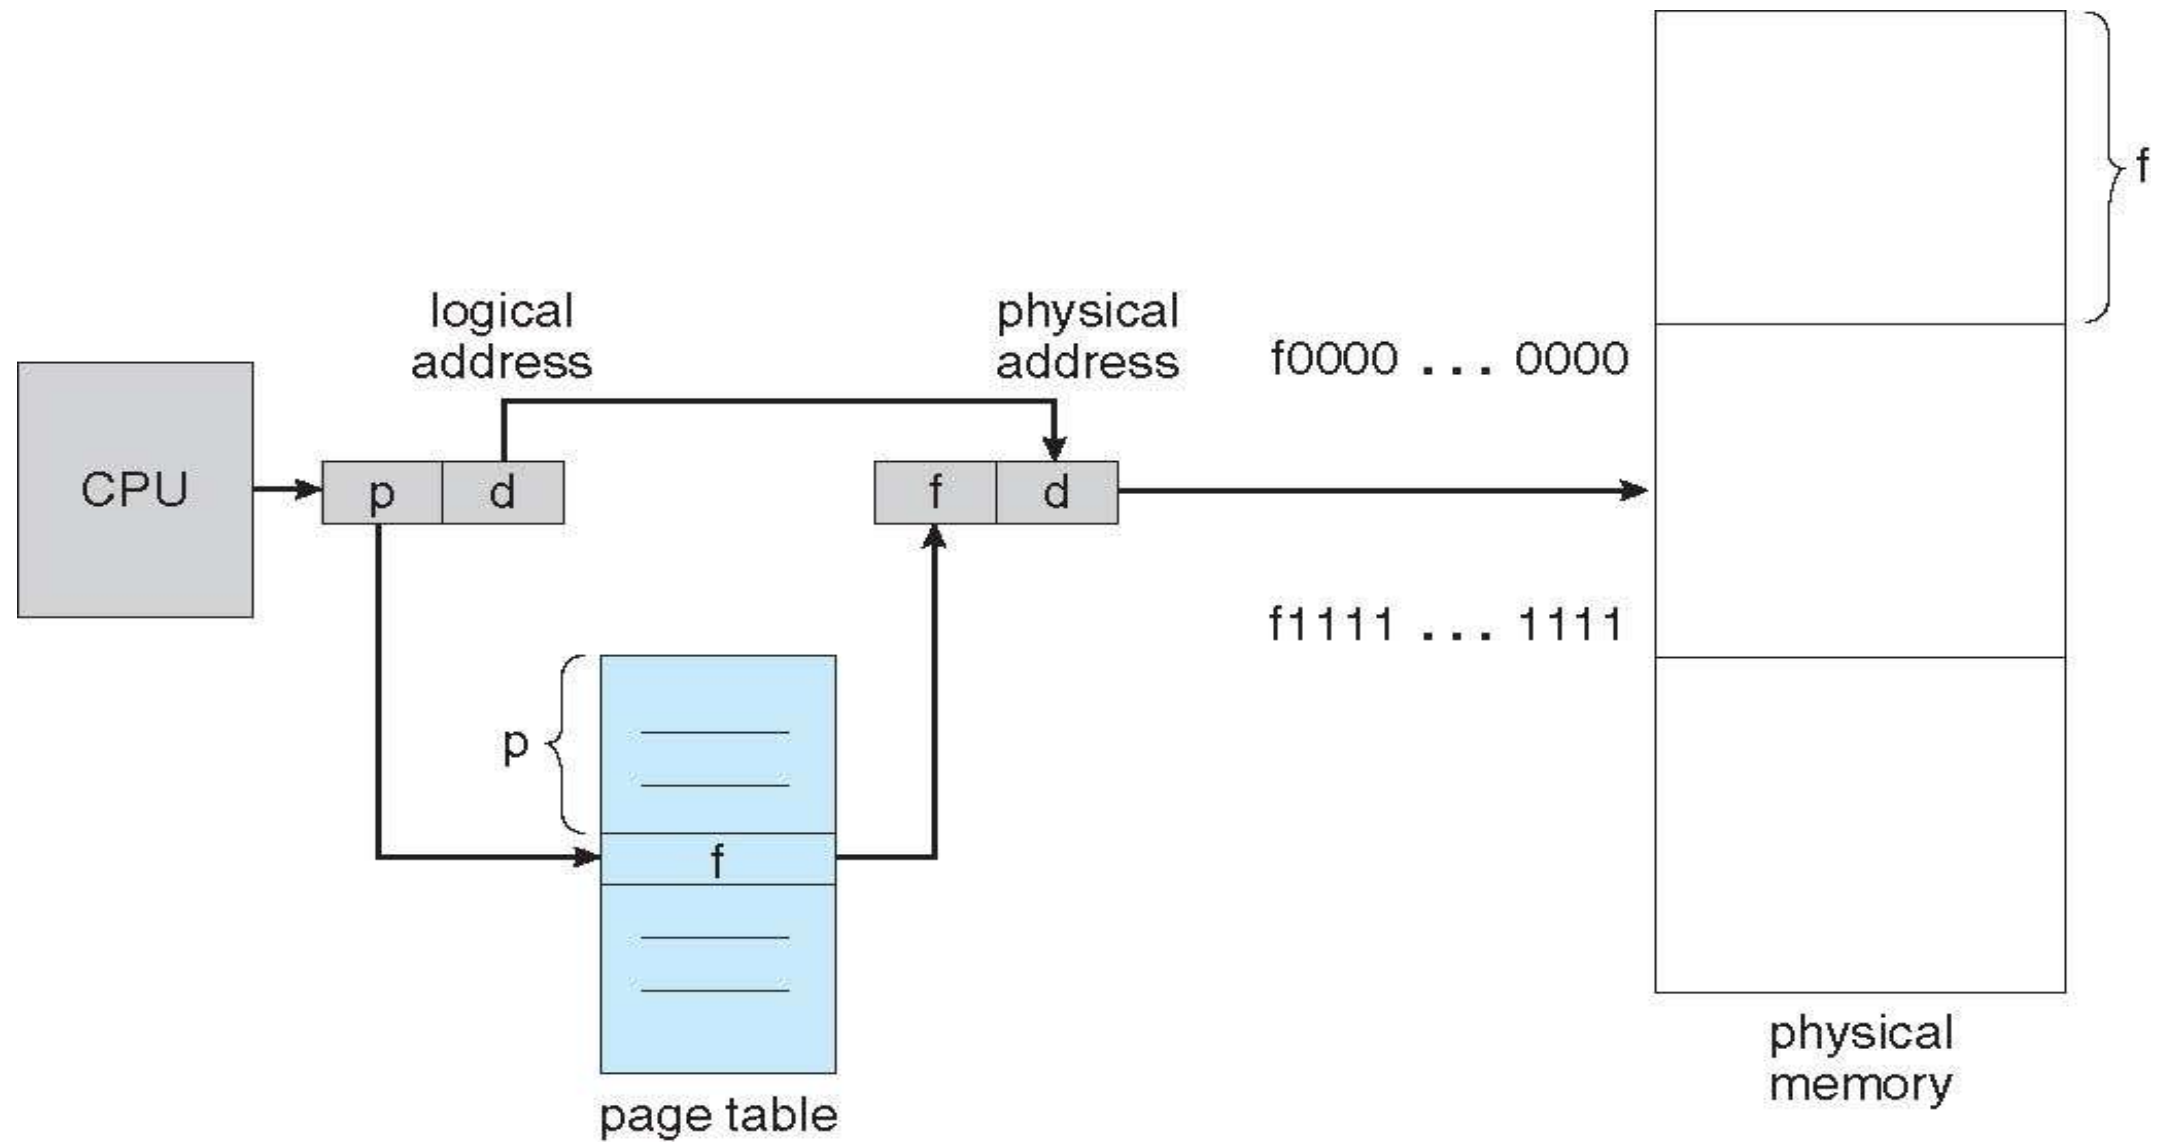 f
logical
address
physical
address
f0000 ... 0000
CPU
p
d
f
d
f1111 ... 1111
p
f
physical
memory
page table